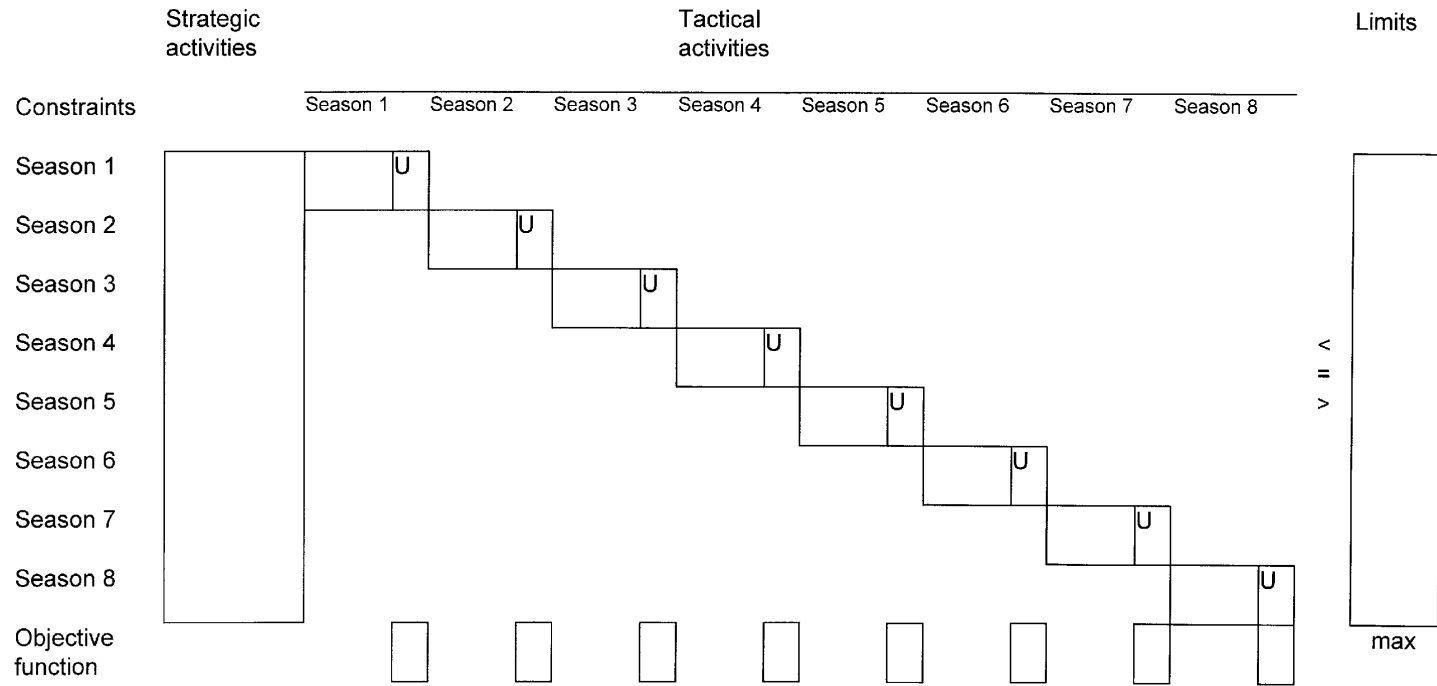 Strategic activities
Tactical activities
Limits
Constraints
Season 1 Season 2 Season 3 Season 4 Season 5 Season 6 Season 7 Season 8
Season 1 U
Season 2 U
Season 3 U
Season 4 U <
=
Season 5 U >
Season 6 U
Season 7 U
Season 8 U
Objective function
max